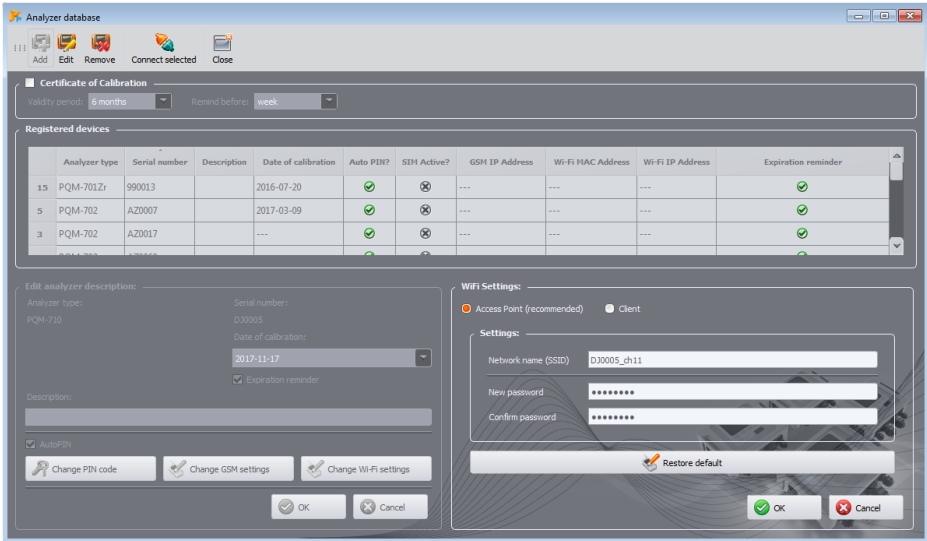 Analyzer database
Add Edit Remove Connect selected Close
Certificate of Calibration
Validity period: 6 months Remind before: week
Registered devices
Analyzer type Serial number Description Date of calibration Auto PIN? SIM Active? GSM IP Address Wi-Fi MAC Address Wi-Fi IP Address Expiration reminder
15 PQM-701Zr 990013 2016-07-20 --- --- ---
5 PQM-702 AZ0007 2017-03-09 --- --- ---
3 PQM-702 AZ0017 --- --- --- ---
Edit analyzer description:
Analyzer type: Serial number:
PQM-710 DJ0005
Date of calibration:
2017-11-17
Expiration reminder
Description:
AutoPIN
Change PIN code Change GSM settings Change Wi-Fi settings
OK Cancel
WiFi Settings:
Access Point (recommended) Client
Settings:
Network name (SSID) DJ0005_ch11
New password ●●●●●●●●
Confirm password ●●●●●●●●
Restore default
OK Cancel